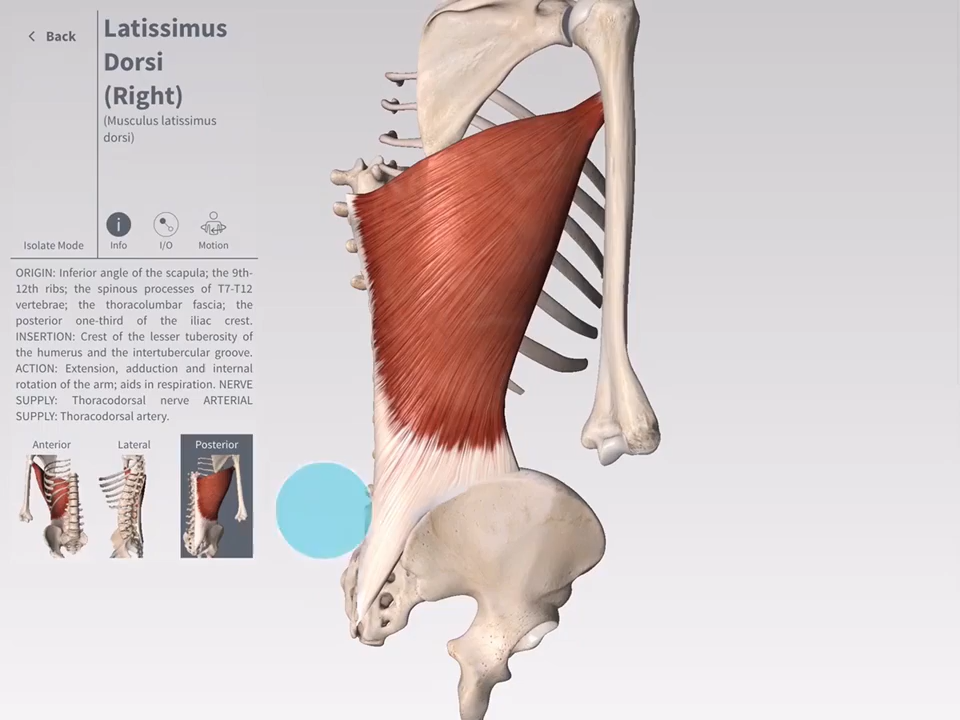 Back
Latissimus
Dorsi
(Right)
(Musculus latissimus
dorsi)
Isolate Mode
Info
I/O
Motion
ORIGIN: Inferior angle of the scapula; the 9th-
12th ribs; the spinous processes of T7-T12
vertebrae; the thoracolumbar fascia; the
posterior one-third of the iliac crest.
INSERTION: Crest of the lesser tuberosity of
the humerus and the intertubercular groove.
ACTION: Extension, adduction and internal
rotation of the arm; aids in respiration. NERVE
SUPPLY: Thoracodorsal nerve ARTERIAL
SUPPLY: Thoracodorsal artery.
Anterior
Lateral
Posterior